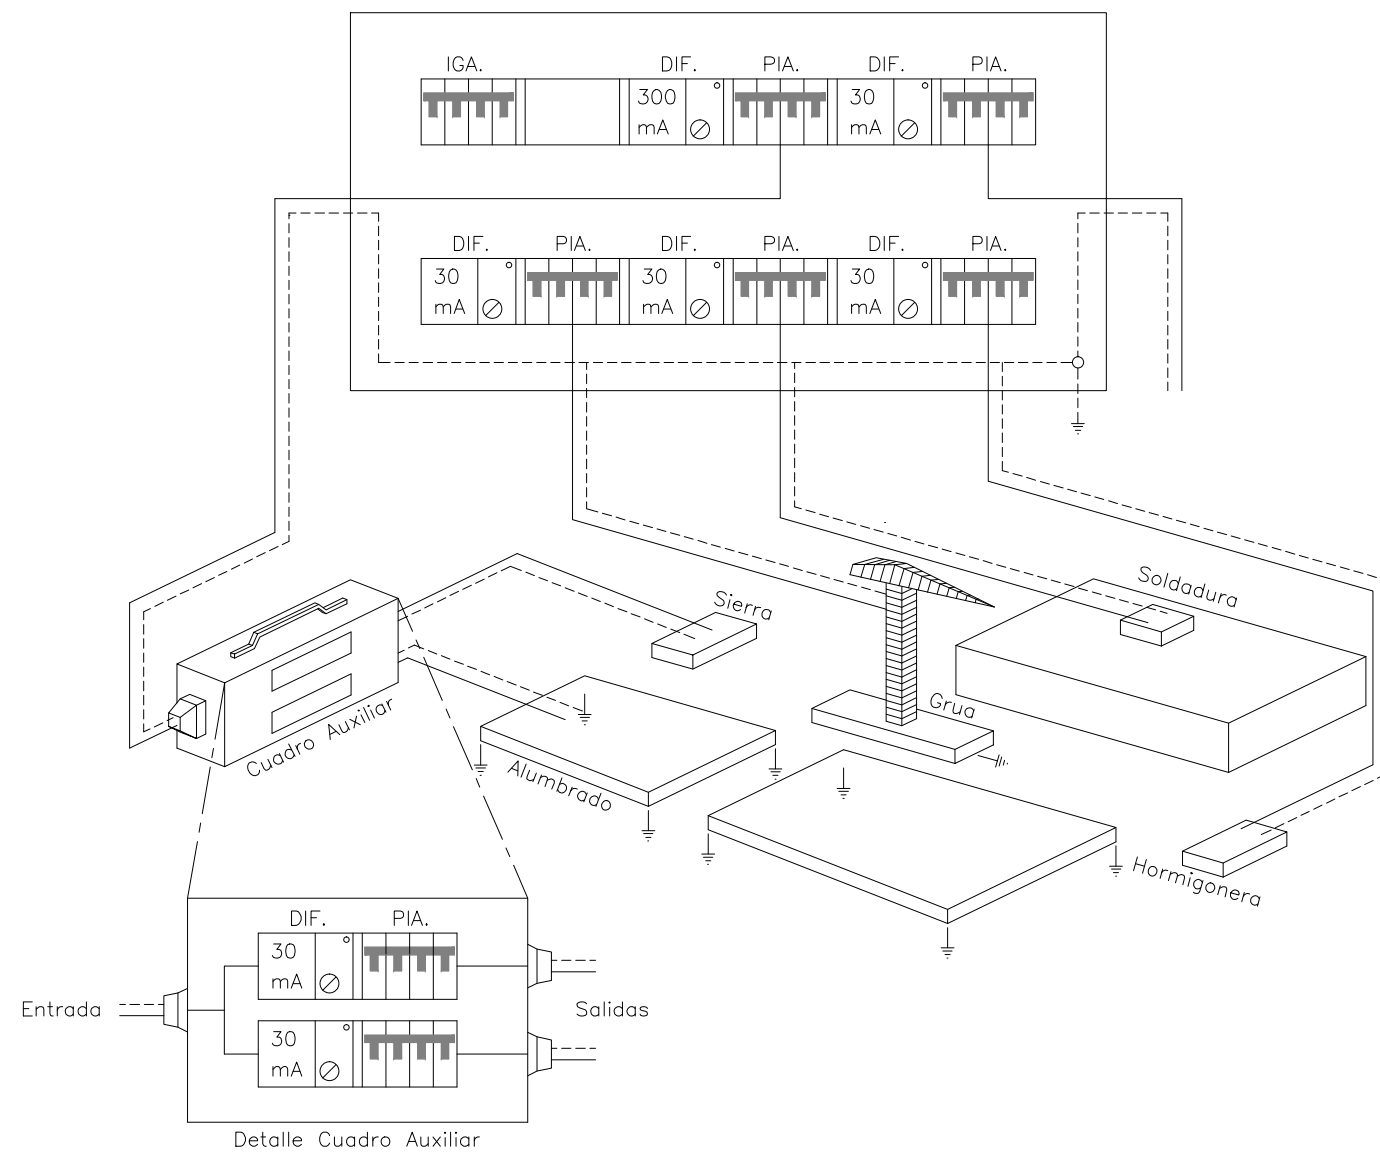 IGA. DIF. PIA. DIF. PIA.
300 30
mA mA
DIF. PIA. DIF. PIA. DIF. PIA.
30 30 30
mA mA mA
Soldadura
Sierra
Grua
Cuadro Auxiliar
Alumbrado
Hormigonera
DIF. PIA.
30
mA
Entrada
Salidas
30
mA
Detalle Cuadro Auxiliar